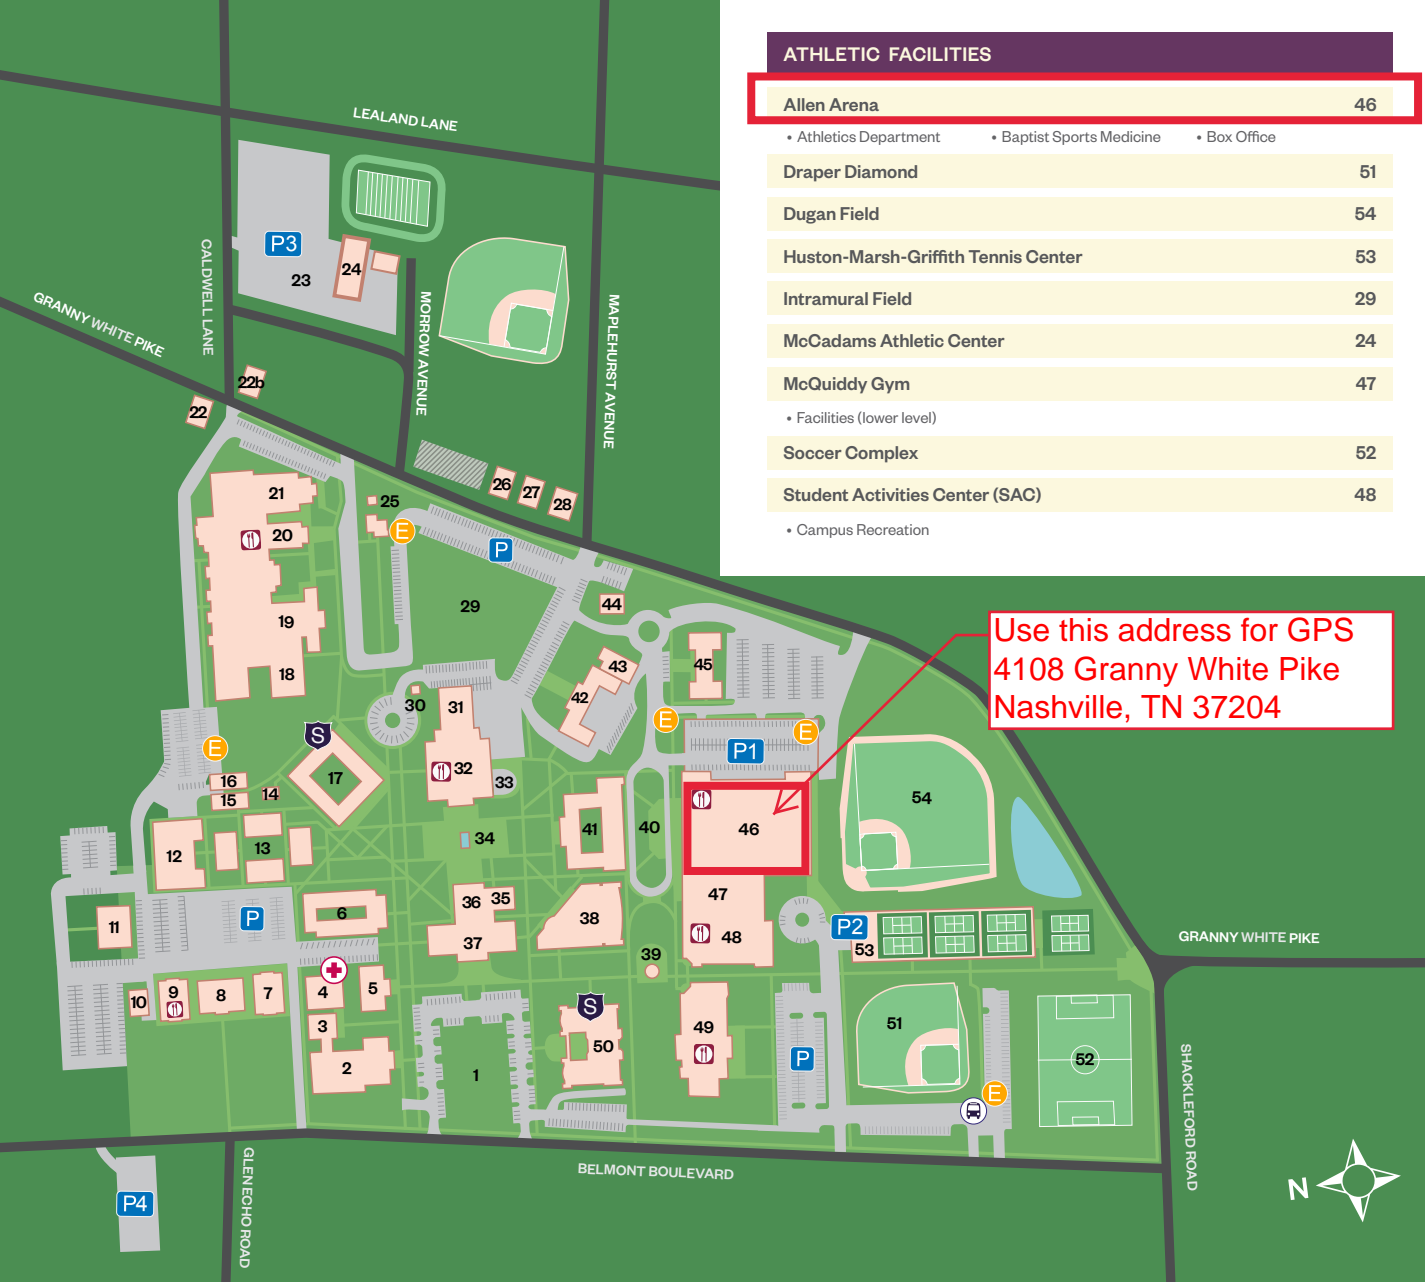 ATHLETIC FACILITIES
Allen Arena 46
• Athletics Department • Baptist Sports Medicine • Box Office
Draper Diamond 51
Dugan Field 54
Huston-Marsh-Griffith Tennis Center 53
Intramural Field 29
McCadams Athletic Center 24
McQuiddy Gym 47
• Facilities (lower level)
Soccer Complex 52
Student Activities Center (SAC) 48
• Campus Recreation
LEALAND LANE
CALDWELL LANE
P3
23
24
GRANNY WHITE PIKE
MORROW AVENUE
MAPLEHURST AVENUE
22b
22
26
27
28
21
25
20
E
P
29
44
19
18
43
45
42
Use this address for GPS
4108 Granny White Pike
Nashville, TN 37204
30
31
S
E
E
E
P1
17
32
33
16
15
14
46
54
12
13
34
41
40
11
P
6
36
35
37
38
47
48
P2
53
39
GRANNY WHITE PIKE
10
9
8
7
4
5
3
2
1
S
50
49
P
51
52
E
SHACKLEFORD ROAD
BELMONT BOULEVARD
GLEN ECHO ROAD
P4
N